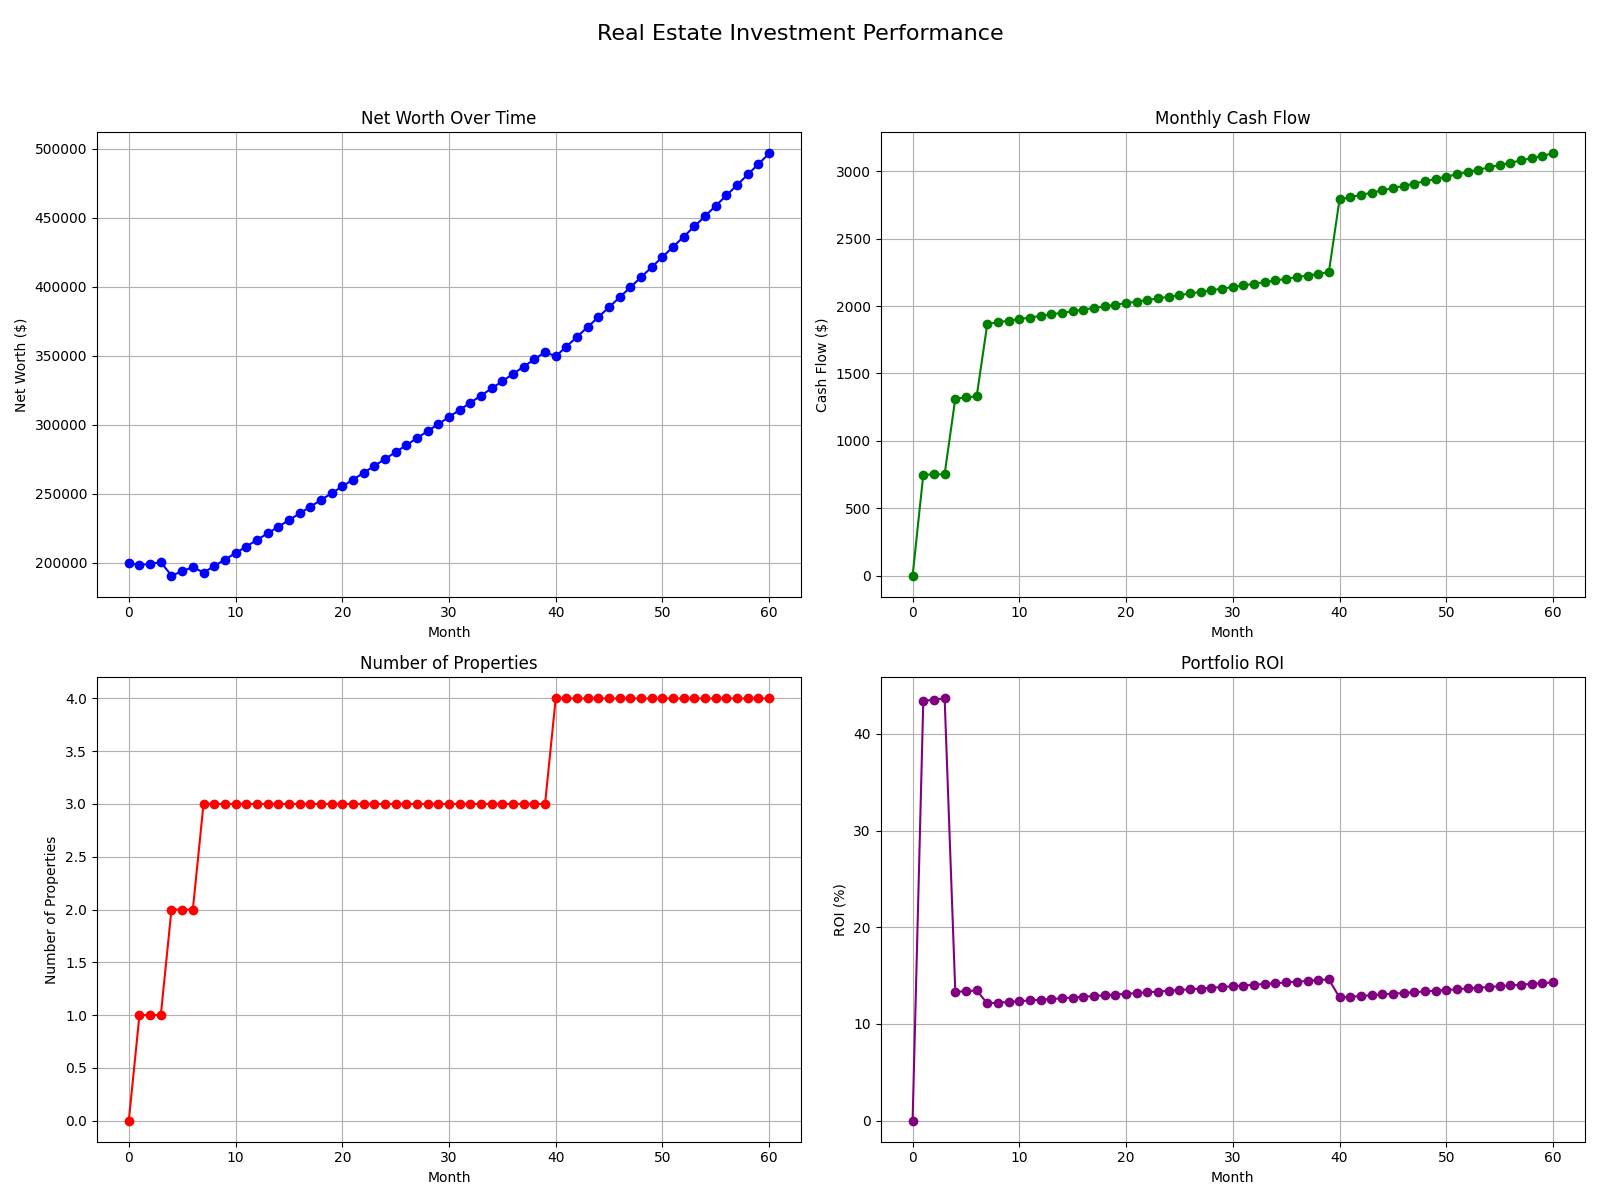 Real Estate Investment Performance
Net Worth Over Time
Net Worth ($)
500000
450000
400000
350000
300000
250000
200000
0 10 20 30 40 50 60
Month
Monthly Cash Flow
Cash Flow ($)
3000
2500
2000
1500
1000
500
0
0 10 20 30 40 50 60
Month
Number of Properties
Number of Properties
4.0
3.5
3.0
2.5
2.0
1.5
1.0
0.5
0.0
0 10 20 30 40 50 60
Month
Portfolio ROI
ROI (%)
40
30
20
10
0
0 10 20 30 40 50 60
Month